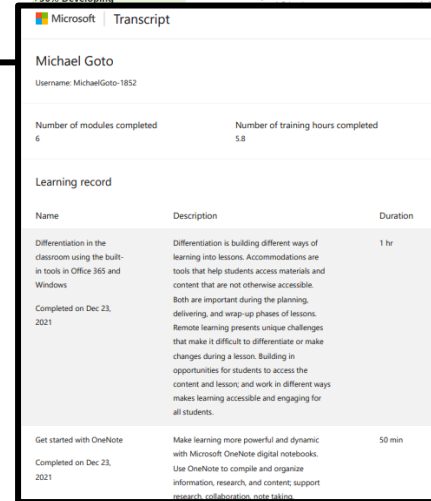 +50% Developing
Microsoft | Transcript
Michael Goto
Username: MichaelGoto-1852
Number of modules completed Number of training hours completed
6 5.8
Learning record
Name Description Duration
Differentiation in the Differentiation is building different ways of 1 hr
classroom using the built- learning into lessons. Accommodations are
in tools in Office 365 and tools that help students access materials and
Windows content that are not otherwise accessible.
Both are important during the planning,
Completed on Dec 23, delivering, and wrap-up phases of lessons.
2021 Remote learning presents unique challenges
that make it difficult to differentiate or make
changes during a lesson. Building in
opportunities for students to access the
content and lesson; and work in different ways
makes learning accessible and engaging for
all students.
Get started with OneNote Make learning more powerful and dynamic 50 min
with Microsoft OneNote digital notebooks.
Completed on Dec 23, Use OneNote to compile and organize
2021 information, research, and content; support
research, collaboration, note taking,